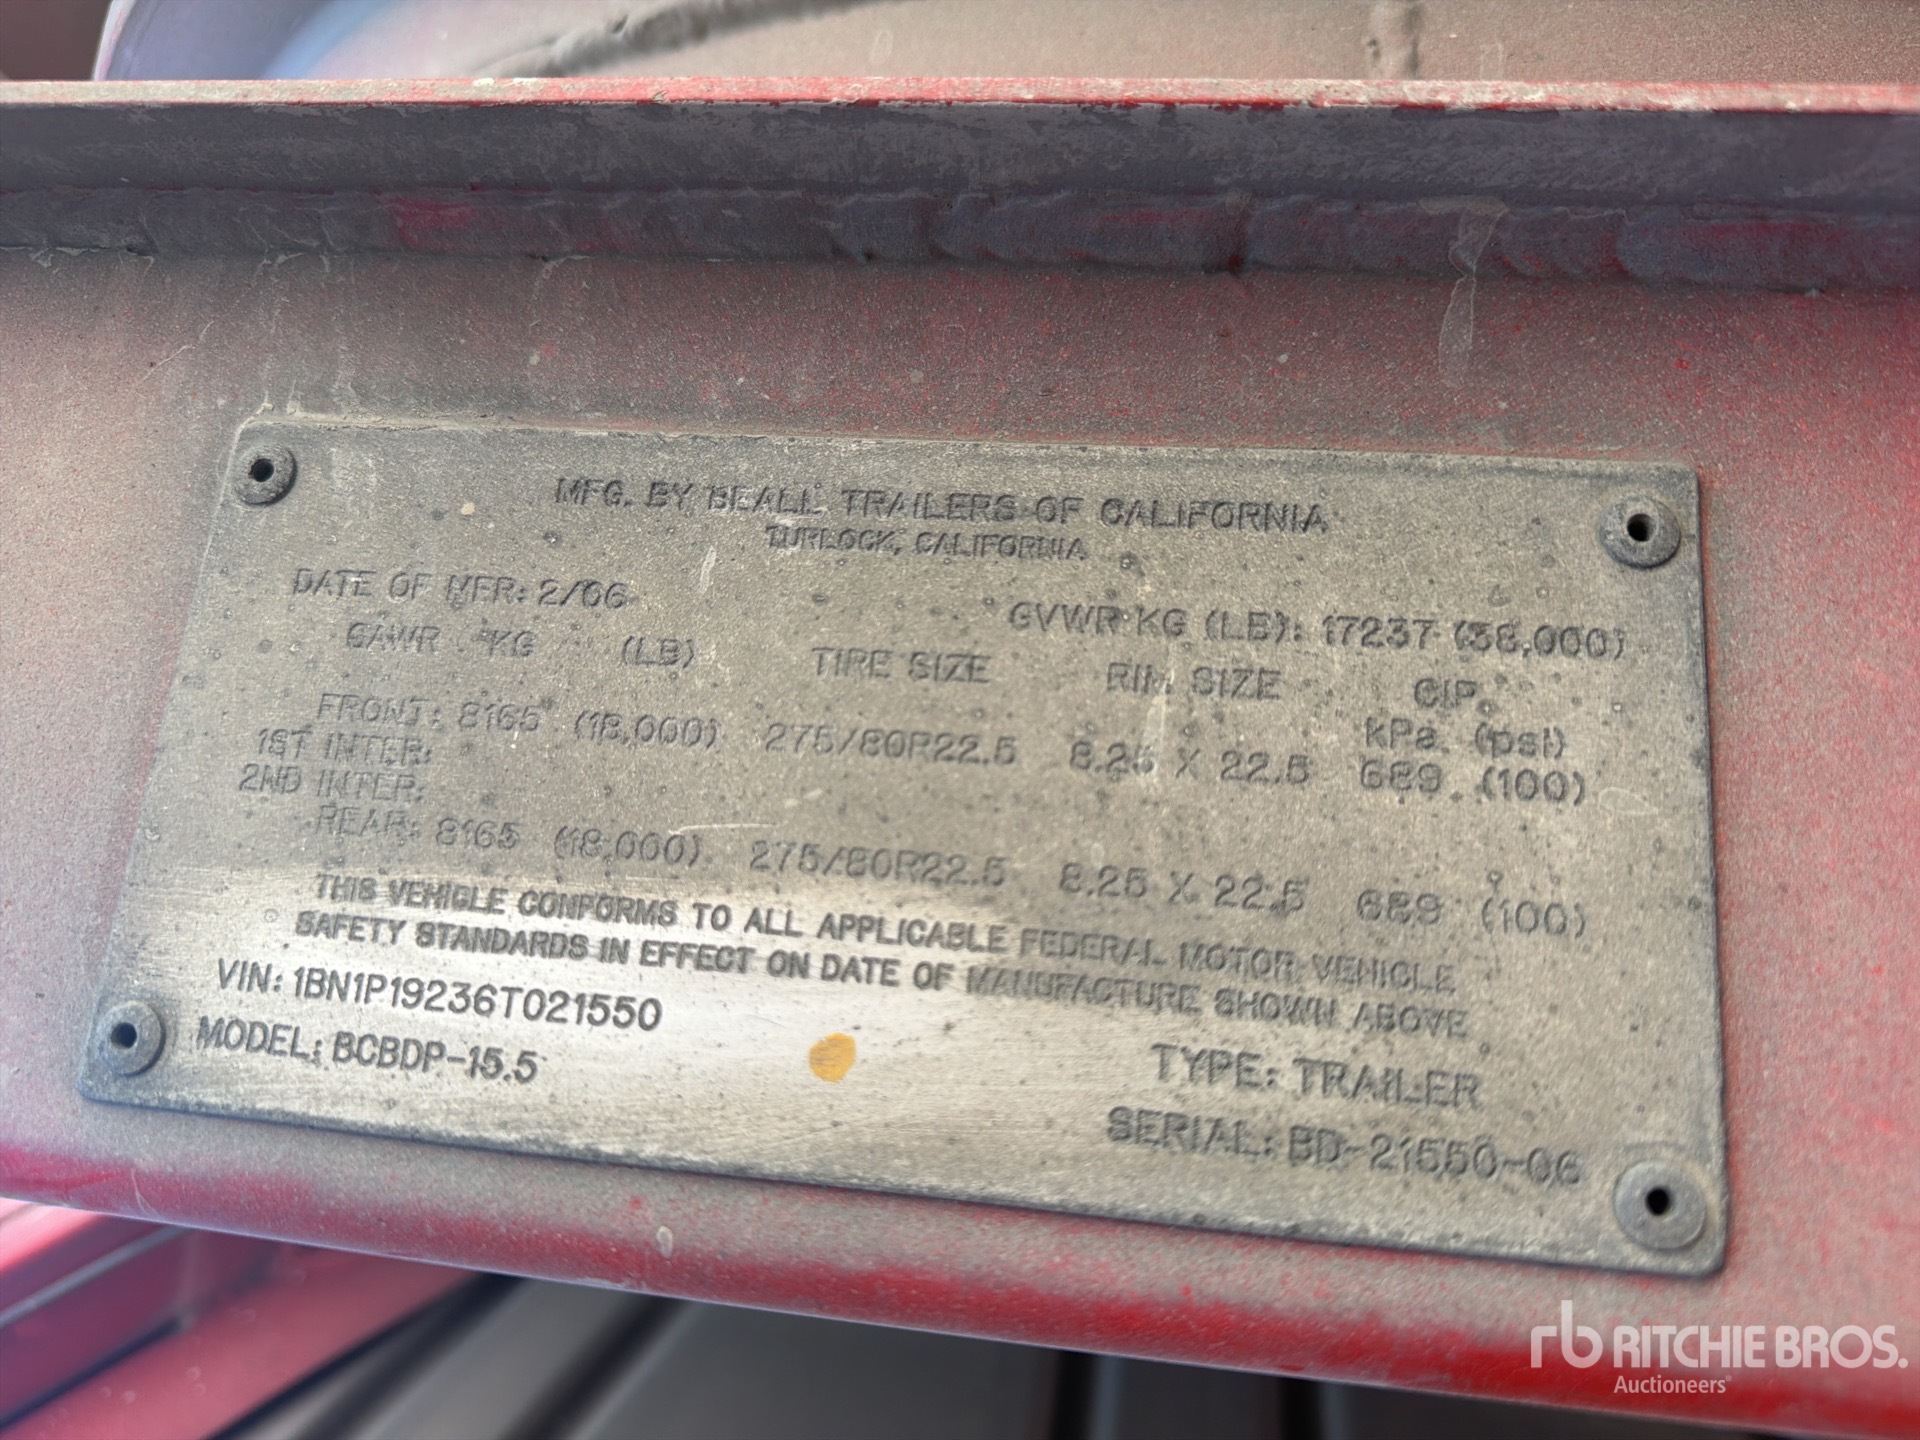 MFG. BY BEALL TRAILERS OF CALIFORNIA
TURLOCK, CALIFORNIA
DATE OF MFR: 2/06 GVWR KG (LB): 17237 (38,000)
GAWR KG (LB) TIRE SIZE RIM SIZE CIP
kPa (psi)
FRONT: 8165 (18,000) 275/80R22.5 8.25 X 22.5 689 (100)
1ST INTER:
2ND INTER:
REAR: 8165 (18,000) 275/80R22.5 8.25 X 22.5 689 (100)
THIS VEHICLE CONFORMS TO ALL APPLICABLE FEDERAL MOTOR VEHICLE
SAFETY STANDARDS IN EFFECT ON DATE OF MANUFACTURE SHOWN ABOVE
VIN: 1BN1P19236T021550
MODEL: BCBDP-15.5 TYPE: TRAILER
SERIAL: BD-21550-06
rb RITCHIE BROS.
Auctioneers